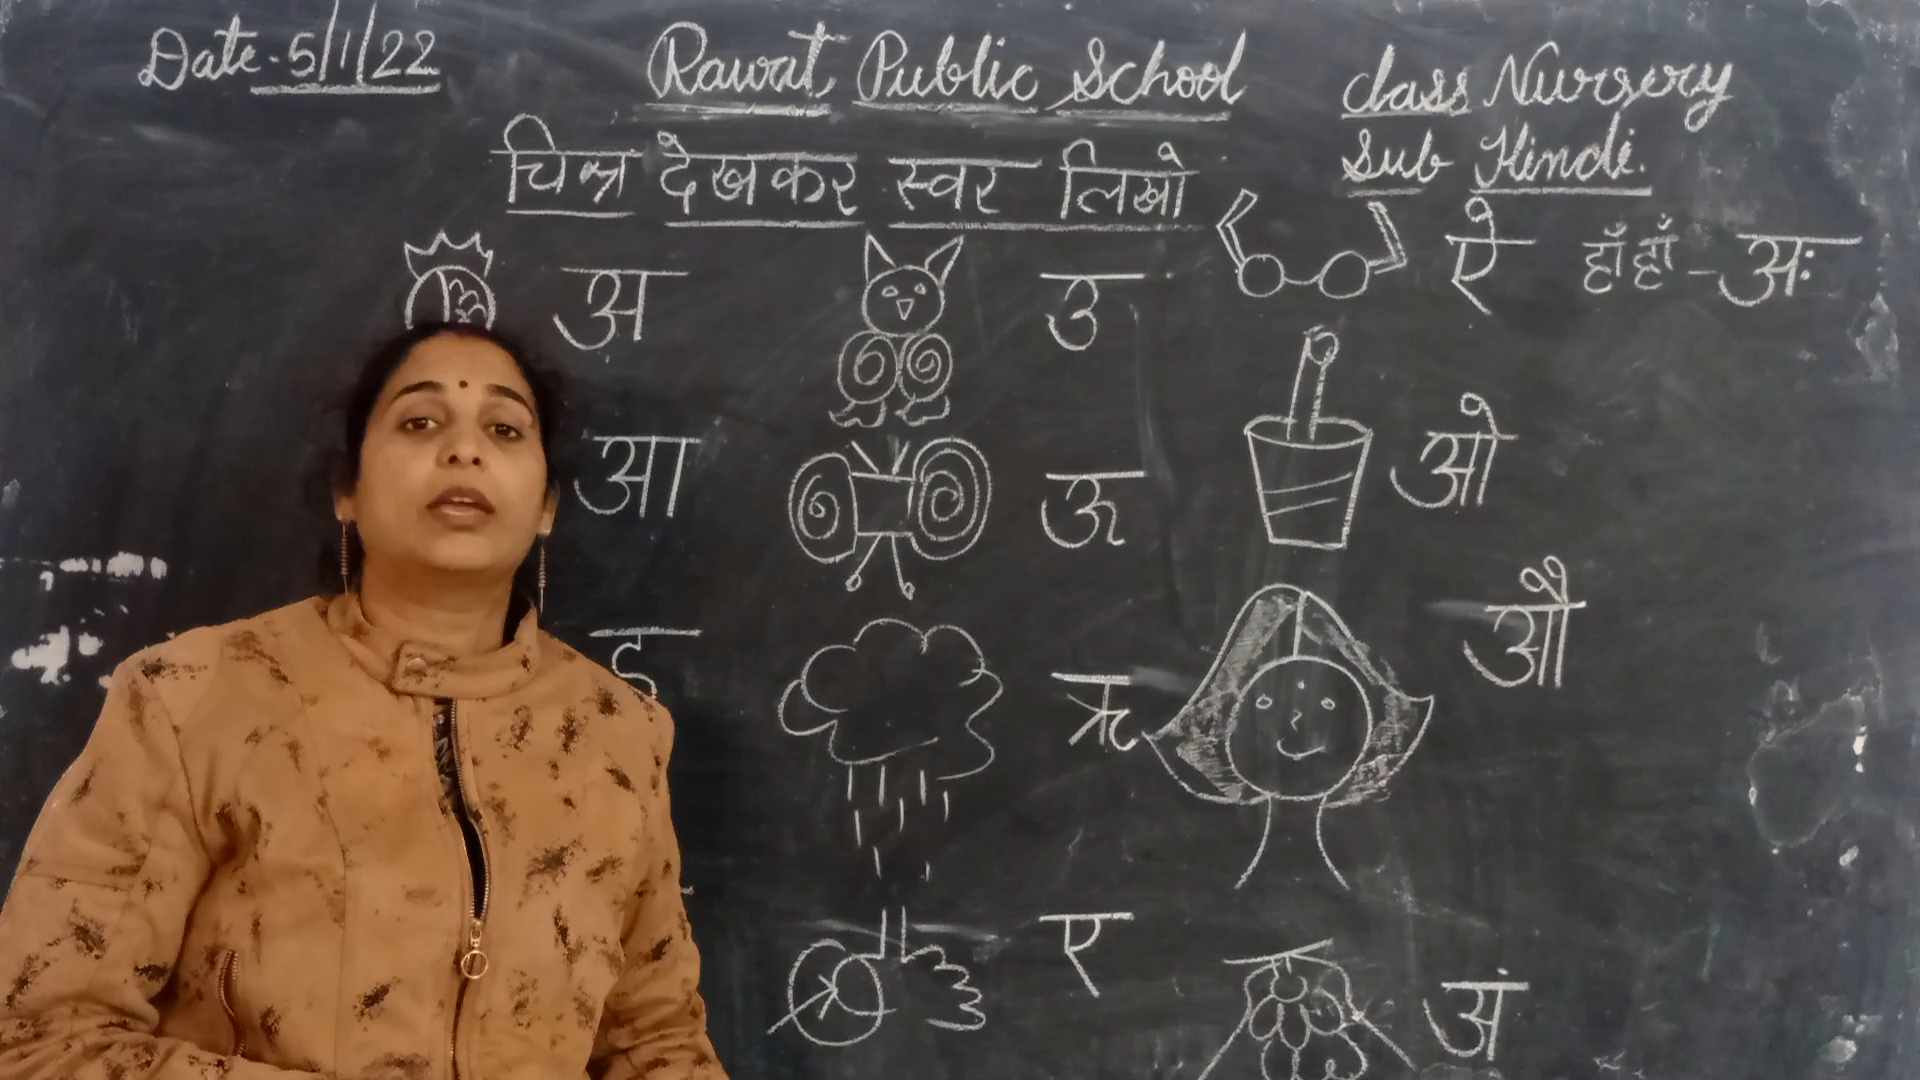 Date-5/1/22
Rawat Public School
class Nursery
Sub Hindi.
चित्र देखकर स्वर लिखो
अ
उ
ऐ
हाँ हाँ - अः
आ
ऊ
ओ
ऋ
औ
ए
अं